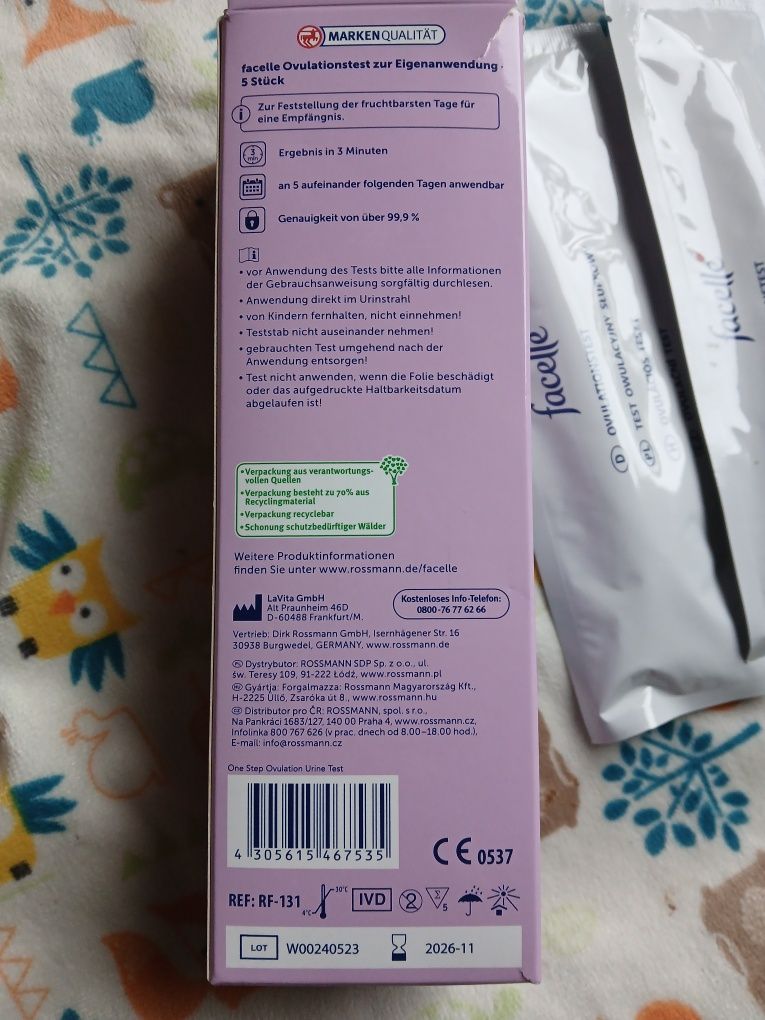 MARKENQUALITÄT
facelle Ovulationstest zur Eigenanwendung -
5 Stück
Zur Feststellung der fruchtbarsten Tage für
eine Empfängnis.
3
min
Ergebnis in 3 Minuten
an 5 aufeinander folgenden Tagen anwendbar
Genauigkeit von über 99,9 %
• vor Anwendung des Tests bitte alle Informationen
der Gebrauchsanweisung sorgfältig durchlesen.
• Anwendung direkt im Urinstrahl
• von Kindern fernhalten, nicht einnehmen!
• Teststab nicht auseinander nehmen!
• gebrauchten Test umgehend nach der
Anwendung entsorgen!
• Test nicht anwenden, wenn die Folie beschädigt
oder das aufgedruckte Haltbarkeitsdatum
abgelaufen ist!
• Verpackung aus verantwortungs-
vollen Quellen
• Verpackung besteht zu 70% aus
Recyclingmaterial
• Verpackung recyclebar
• Schonung schutzbedürftiger Wälder
Weitere Produktinformationen
finden Sie unter www.rossmann.de/facelle
LaVita GmbH
Alt Praunheim 46D
D-60488 Frankfurt/M.
Kostenloses Info-Telefon:
0800-76 77 62 66
Vertrieb: Dirk Rossmann GmbH, Isernhägener Str. 16
30938 Burgwedel, GERMANY, www.rossmann.de
PL Dystrybutor: ROSSMANN SDP Sp. z o.o., ul.
św. Teresy 109, 91-222 Łódź, www.rossmann.pl
H Gyártja: Forgalmazza: Rossmann Magyarország Kft.,
H-2225 Üllő, Zsaróka út 8., www.rossmann.hu
CZ Distributor pro ČR: ROSSMANN, spol. s r.o.,
Na Pankráci 1683/127, 140 00 Praha 4, www.rossmann.cz,
Infolinka 800 767 626 (v prac. dnech od 8.00–18.00 hod.),
E-mail: info@rossmann.cz
One Step Ovulation Urine Test
4 305615 467535
CE 0537
REF: RF-131
4°C
30°C
IVD
2
Σ
5
LOT
W00240523
2026-11
facelle
D OVULATIONSTEST
PL TEST OWULACYJNY
facelle